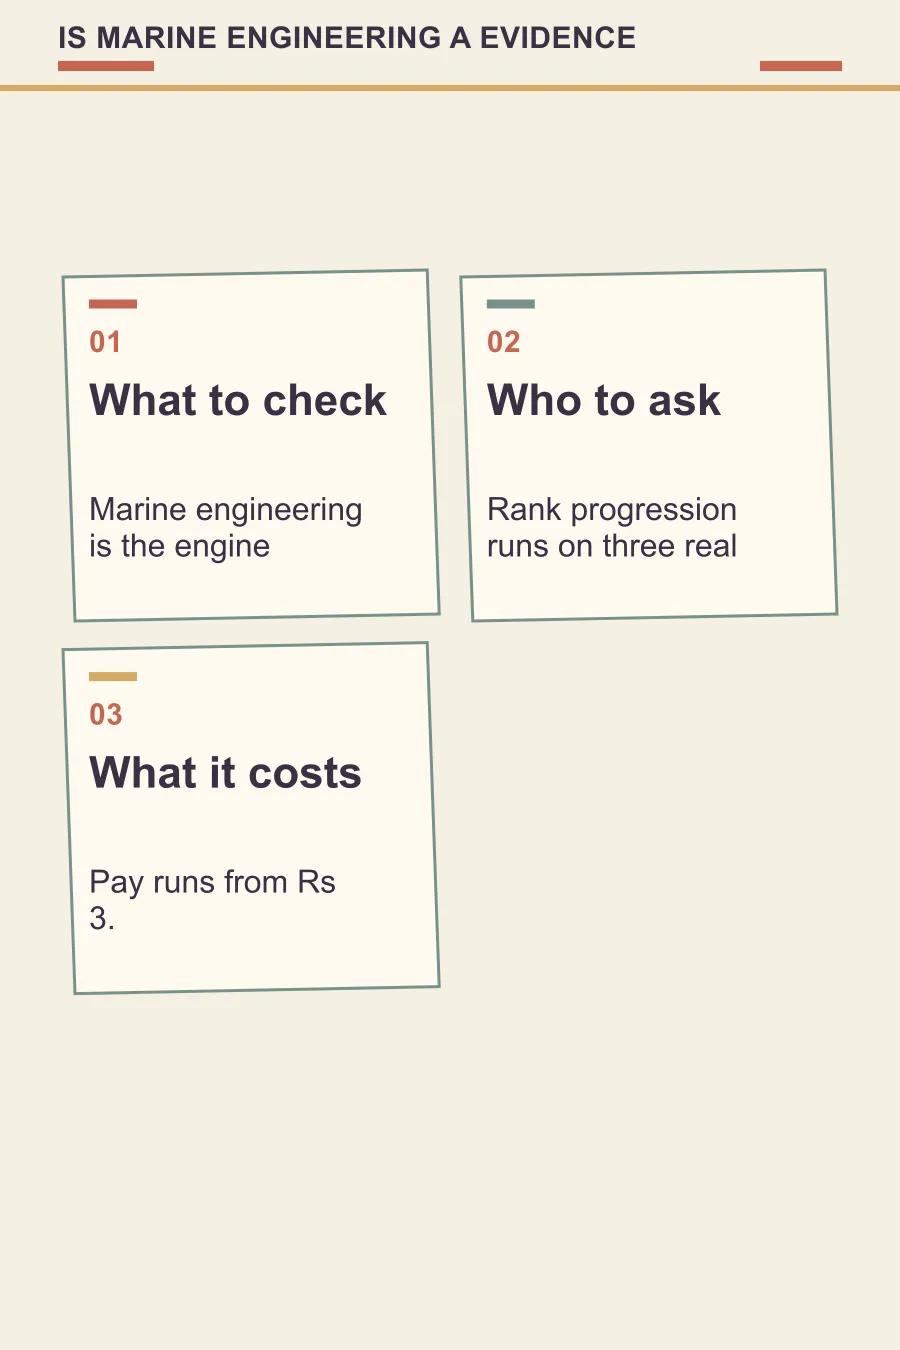 IS MARINE ENGINEERING A EVIDENCE
01
What to check
Marine engineering
is the engine
02
Who to ask
Rank progression
runs on three real
03
What it costs
Pay runs from Rs
3.